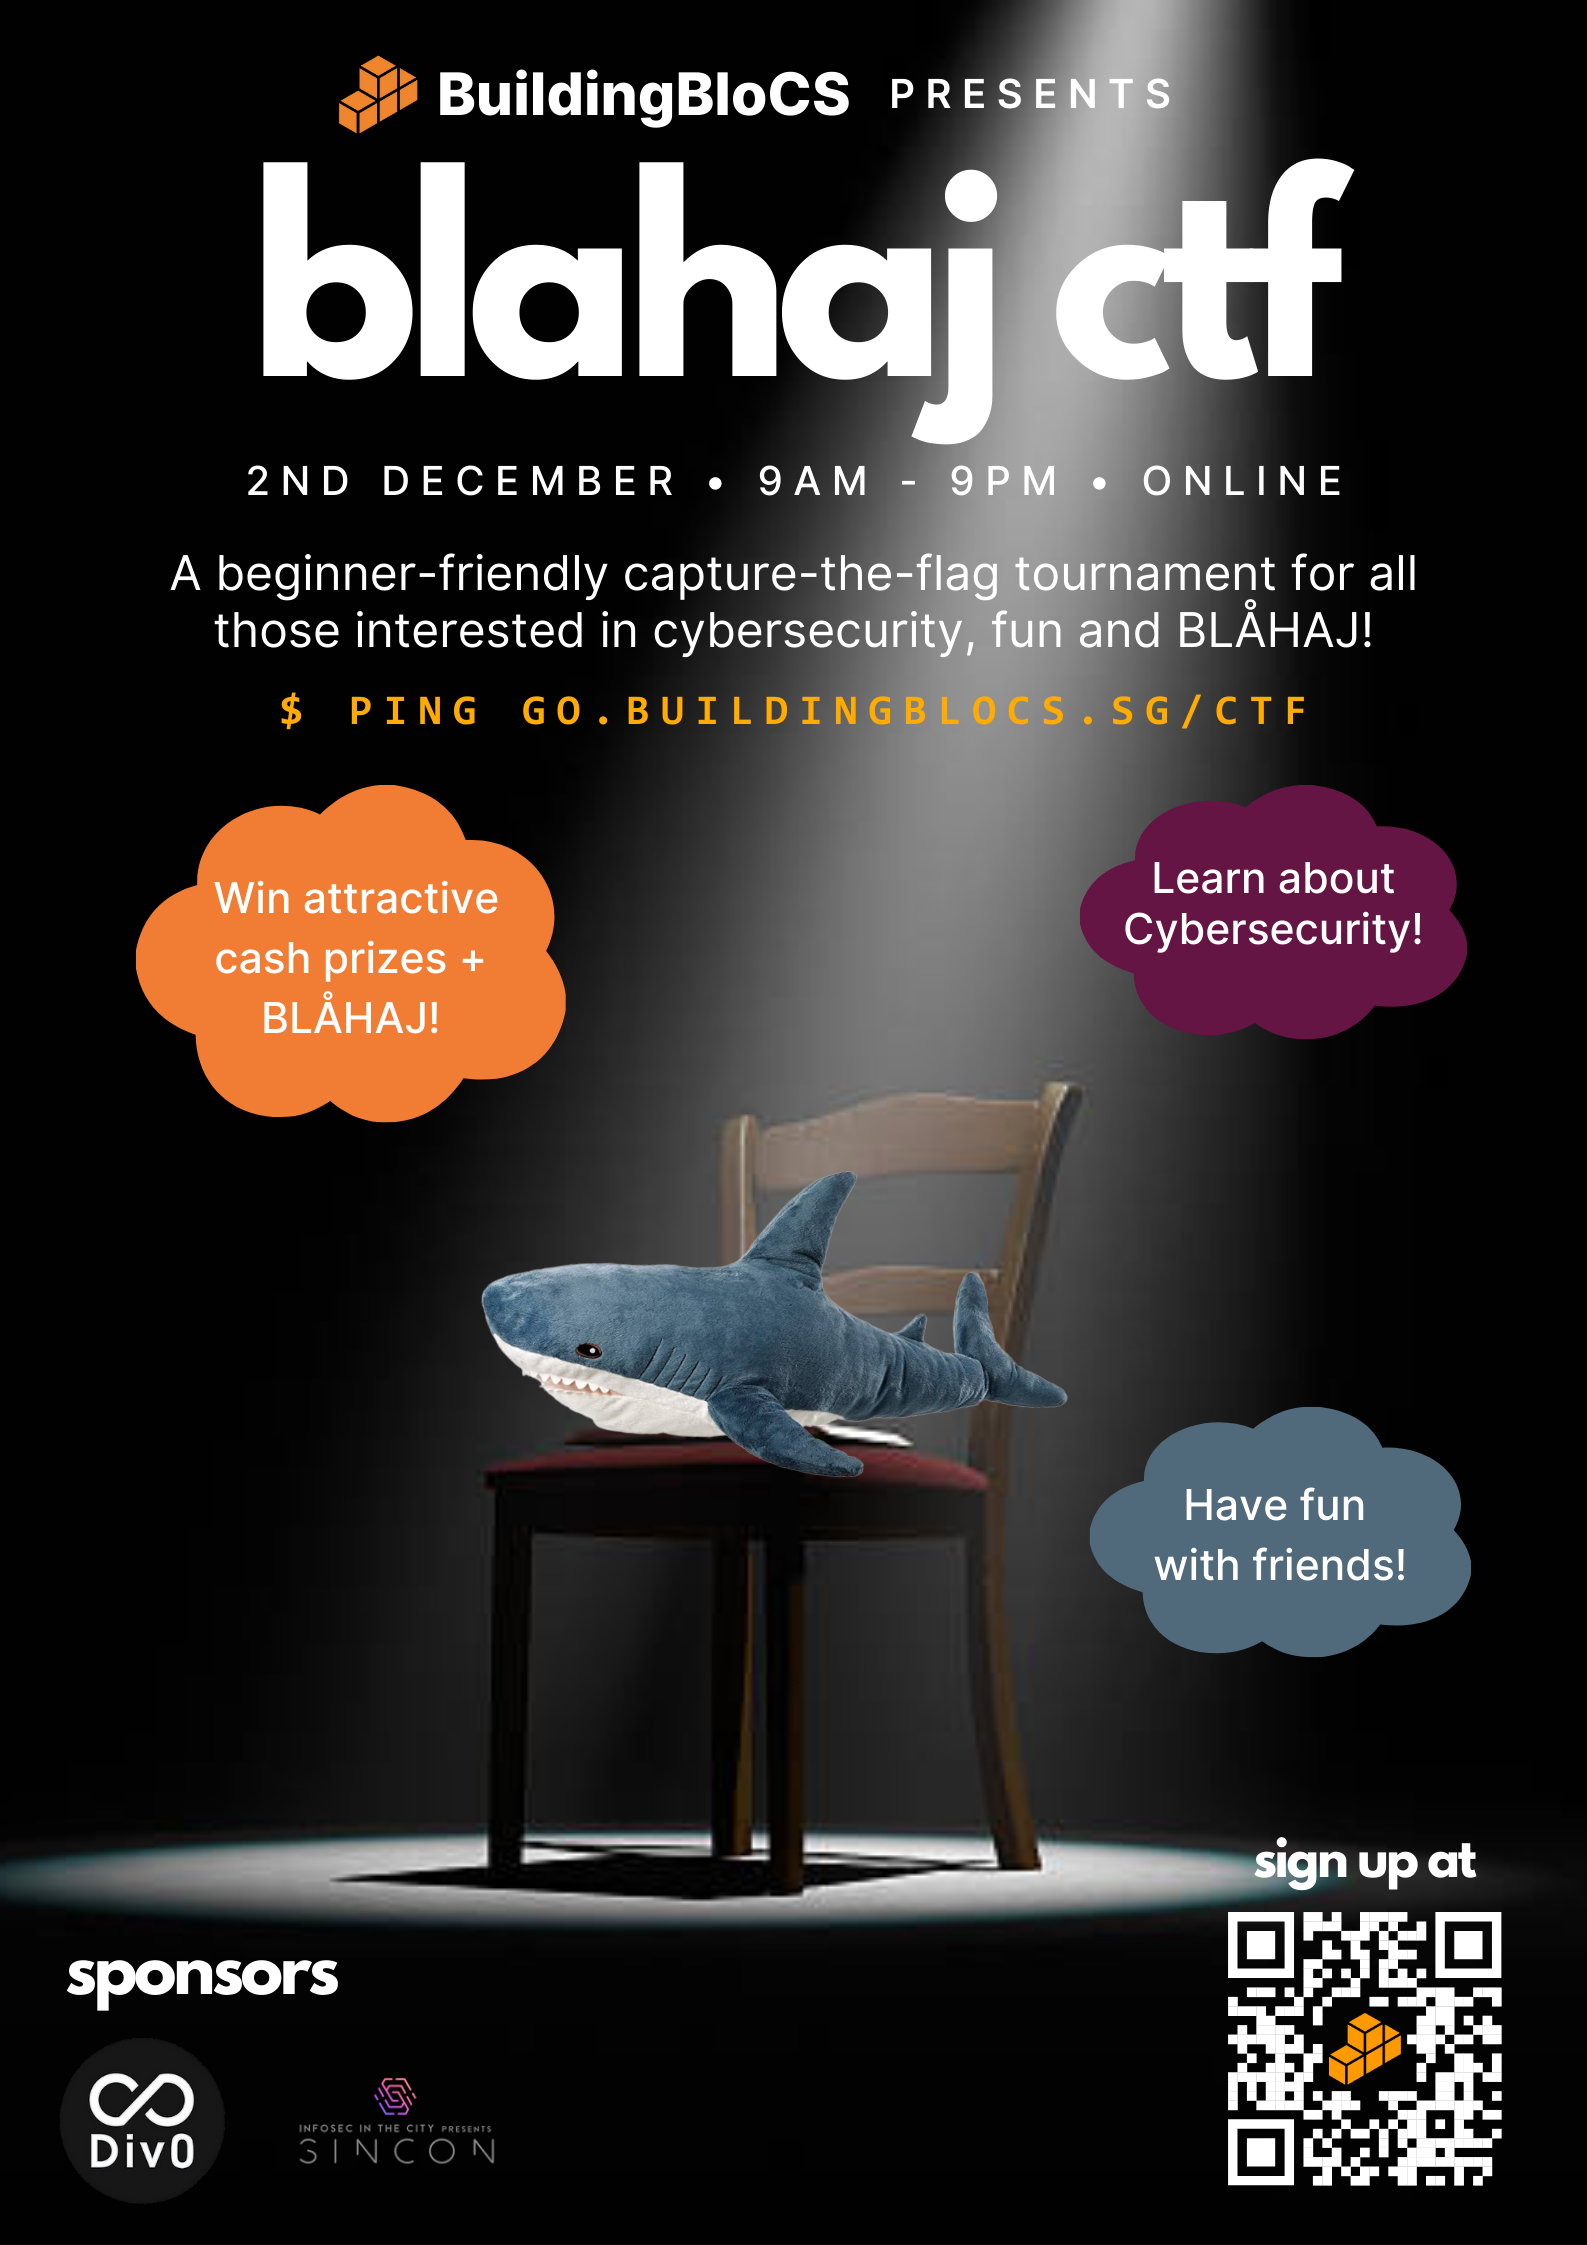 BuildingBloCS PRESENTS
blahaj ctf
2ND DECEMBER • 9AM - 9PM • ONLINE
A beginner-friendly capture-the-flag tournament for all
those interested in cybersecurity, fun and BLÅHAJ!
$ PING GO.BUILDINGBLOCS.SG/CTF
Win attractive
cash prizes +
BLÅHAJ!
Learn about
Cybersecurity!
Have fun
with friends!
sign up at
sponsors
Div0
INFOSEC IN THE CITY PRESENTS
SINCON